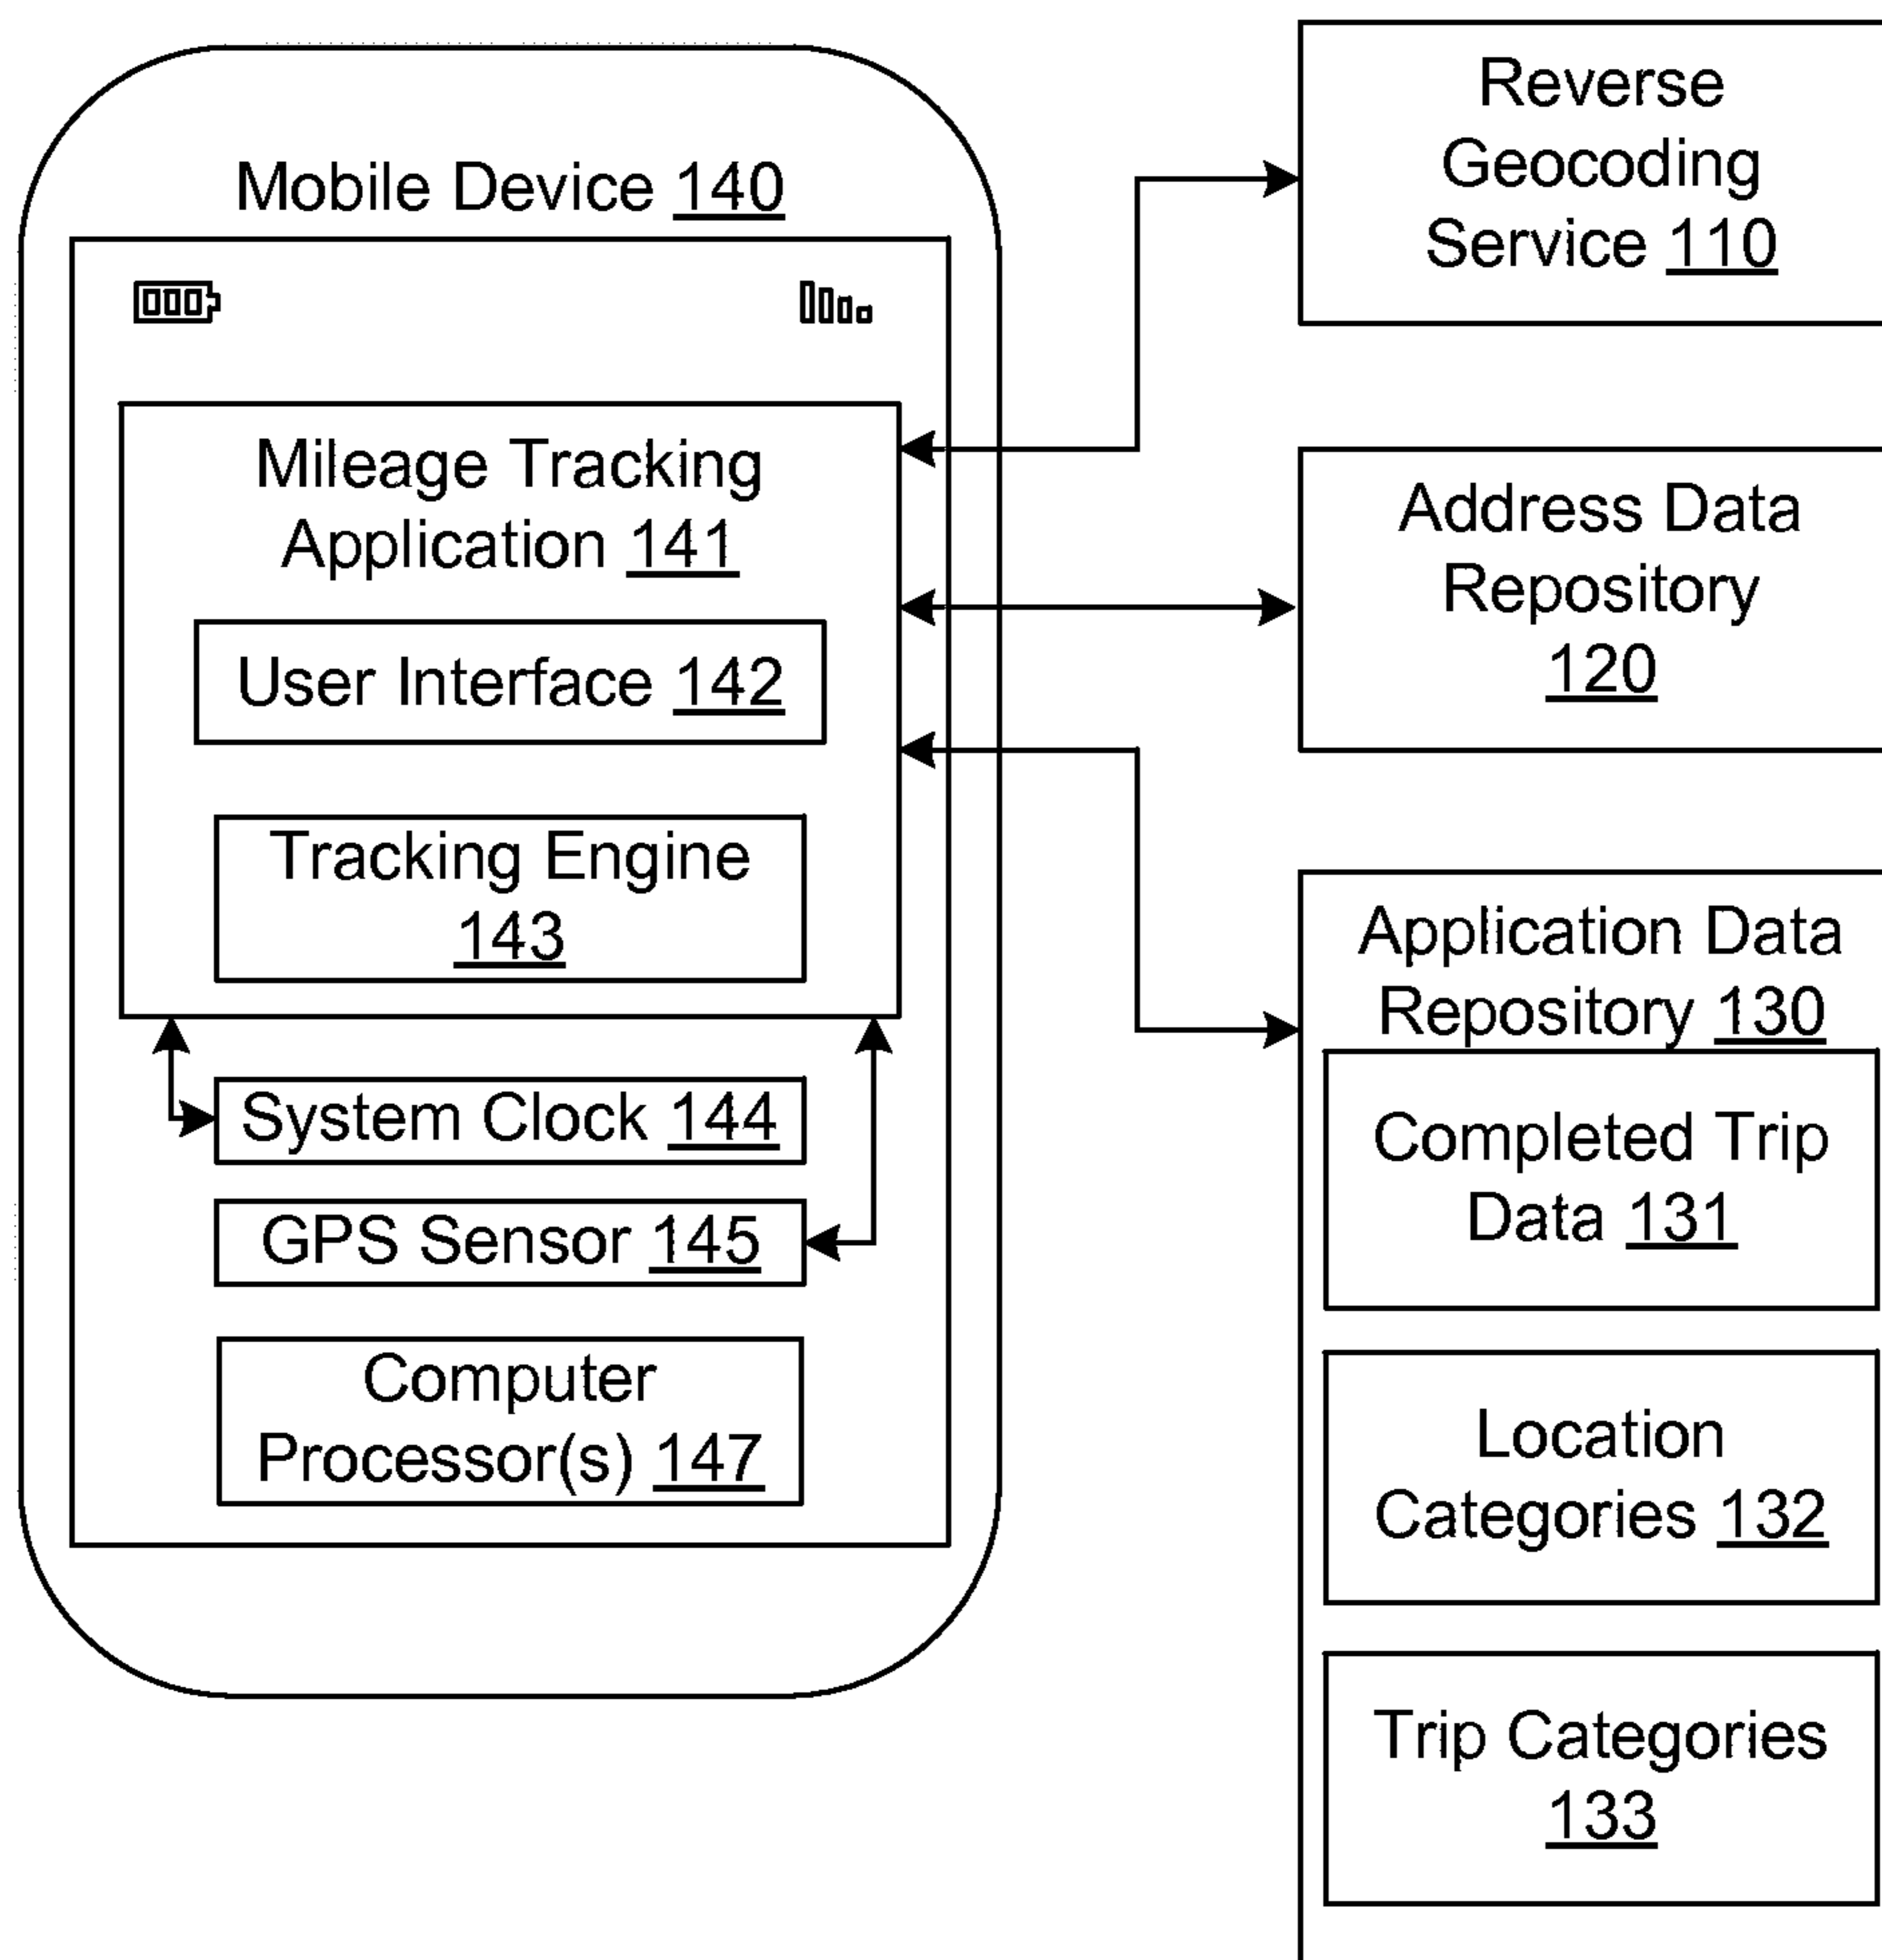 Mobile Device 140
Mileage Tracking
Application 141
User Interface 142
Tracking Engine
143
System Clock 144
GPS Sensor 145
Computer
Processor(s) 147
Reverse
Geocoding
Service 110
Address Data
Repository
120
Application Data
Repository 130
Completed Trip
Data 131
Location
Categories 132
Trip Categories
133